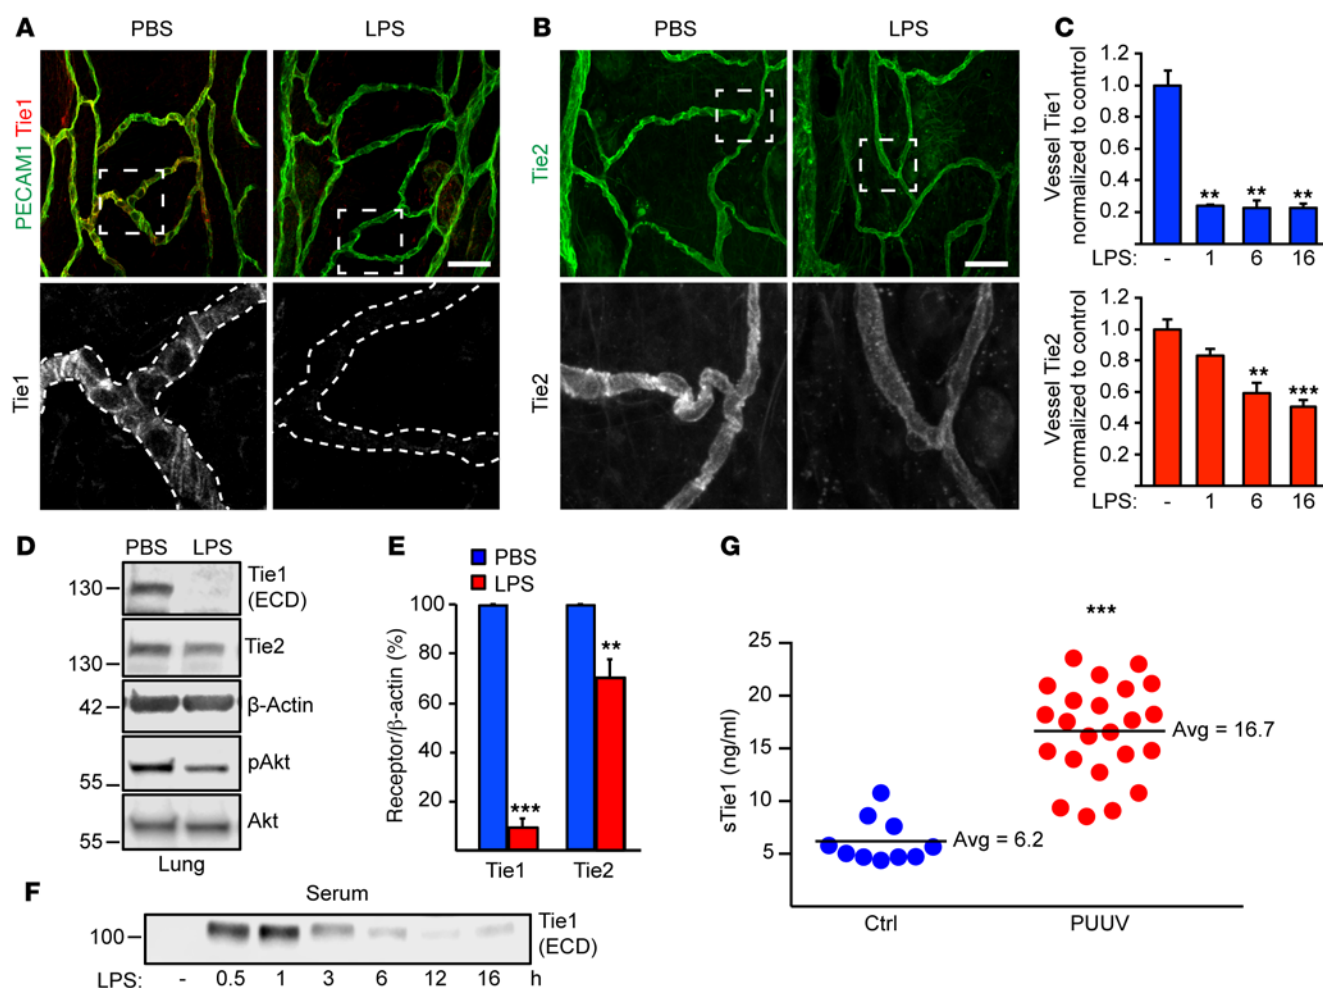 A
PBS
LPS
PECAM1 Tie1
Tie1
B
PBS
LPS
Tie2
Tie2
C
Vessel Tie1
normalized to control
1.2
1.0
0.8
0.6
0.4
0.2
**
**
**
LPS:
-
1
6
16
Vessel Tie2
normalized to control
1.2
1.0
0.8
0.6
0.4
0.2
**
***
LPS:
-
1
6
16
D
PBS LPS
130
Tie1
(ECD)
130
Tie2
42
β-Actin
55
pAkt
55
Akt
Lung
E
PBS
LPS
Receptor/β-actin (%)
100
80
60
40
20
***
**
Tie1
Tie2
F
Serum
100
Tie1
(ECD)
LPS: - 0.5 1 3 6 12 16 h
G
***
sTie1 (ng/ml)
25
20
15
10
5
Avg = 16.7
Avg = 6.2
Ctrl
PUUV